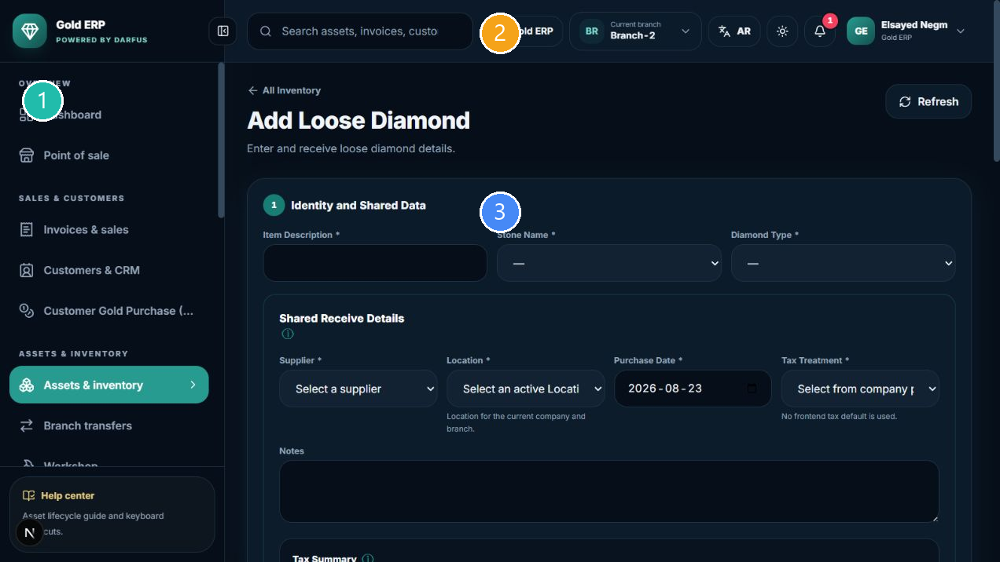 Gold ERP
POWERED BY DARFUS
Search assets, invoices, custo
2
ld ERP
BR
Current branch
Branch-2
AR
1
GE
Elsayed Negm
Gold ERP
OVERVIEW
1
shboard
Point of sale
SALES & CUSTOMERS
Invoices & sales
Customers & CRM
Customer Gold Purchase (...
ASSETS & INVENTORY
Assets & inventory
Branch transfers
Workshop
Help center
Asset lifecycle guide and keyboard
cuts.
N
All Inventory
Add Loose Diamond
Enter and receive loose diamond details.
Refresh
1
Identity and Shared Data
3
Item Description *
Stone Name *
Diamond Type *
—
—
Shared Receive Details
Supplier *
Location *
Purchase Date *
Tax Treatment *
Select a supplier
Select an active Locati
2026-08-23
Select from company p
Location for the current company and
branch.
No frontend tax default is used.
Notes
Tax Summary